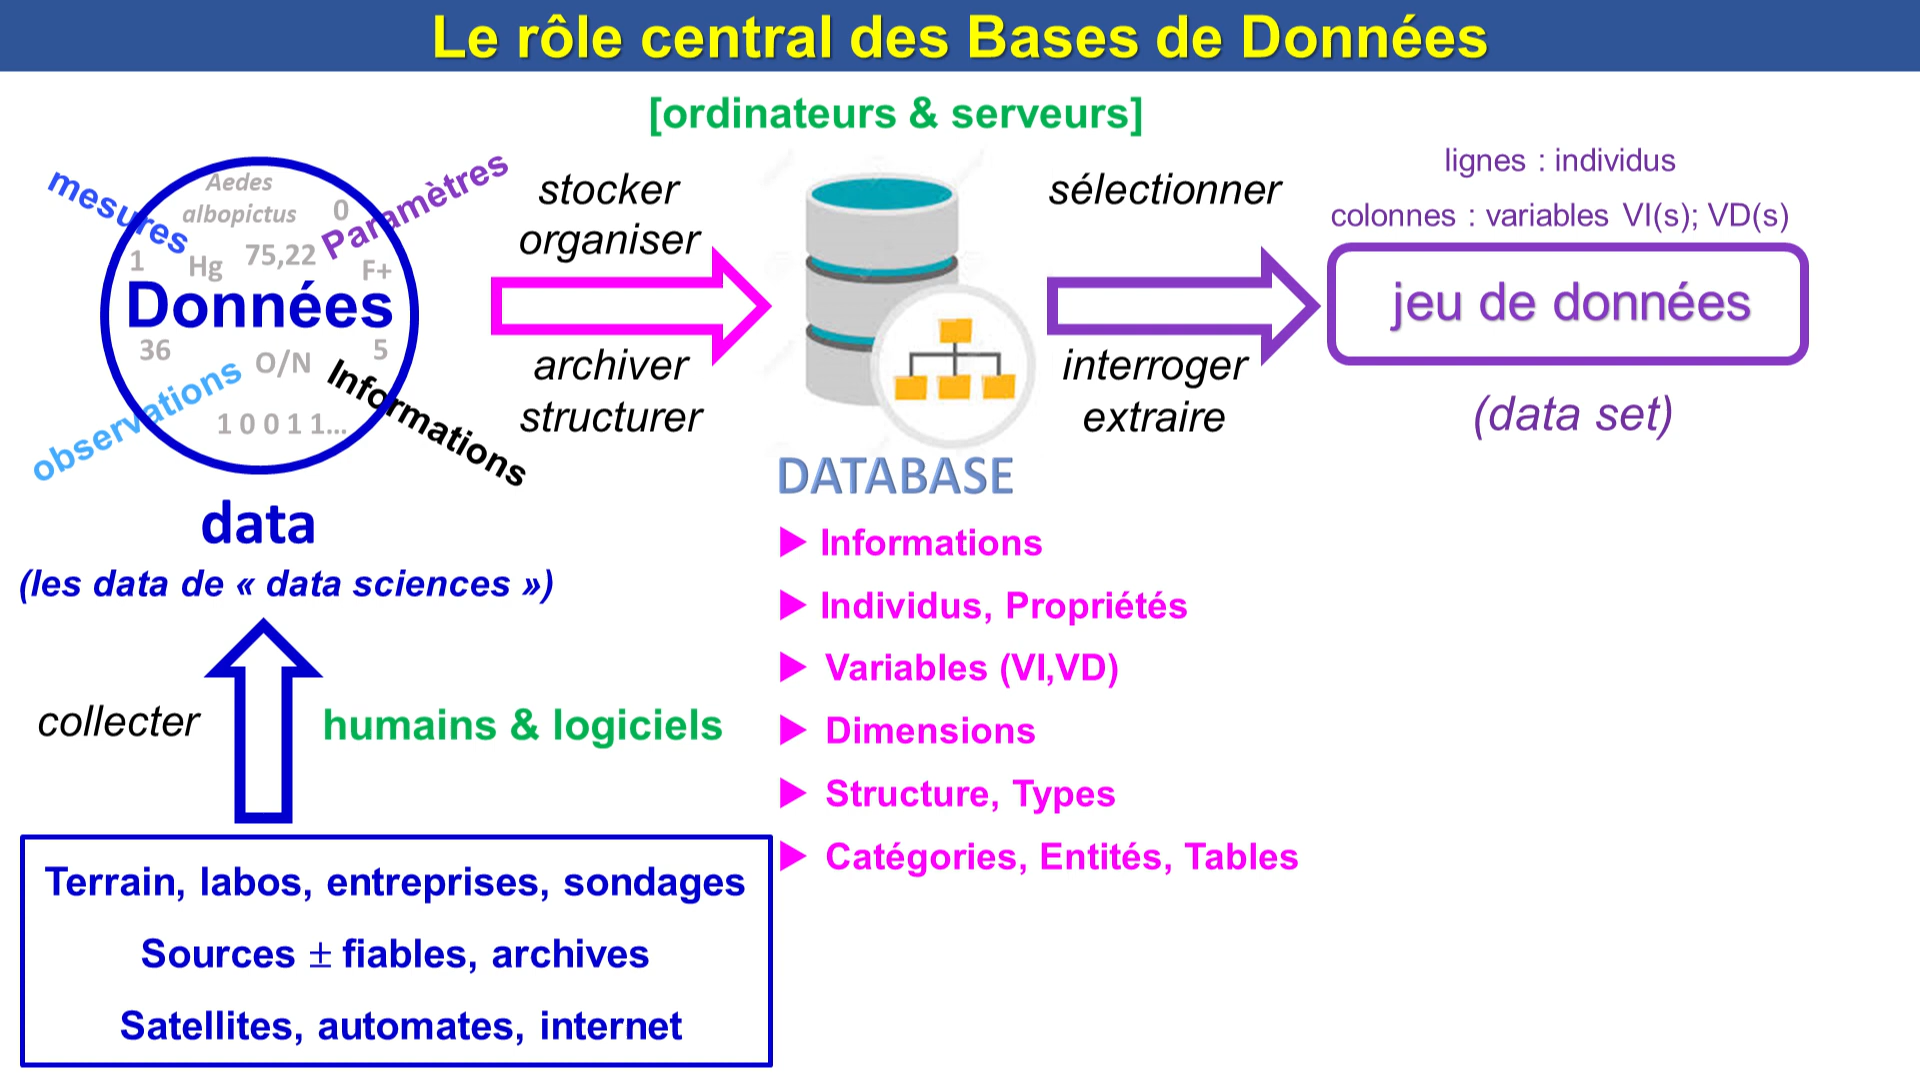 Le rôle central des Bases de Données
[ordinateurs & serveurs]
mesures
Paramètres
Aedes
albopictus
0
1
Hg
75,22
F+
Données
36
O/N
5
observations
Informations
1 0 0 1 1...
data
(les data de « data sciences »)
collecter
humains & logiciels
Terrain, labos, entreprises, sondages
Sources ± fiables, archives
Satellites, automates, internet
stocker
organiser
archiver
structurer
DATABASE
▶ Informations
▶ Individus, Propriétés
▶ Variables (VI,VD)
▶ Dimensions
▶ Structure, Types
▶ Catégories, Entités, Tables
sélectionner
interroger
extraire
lignes : individus
colonnes : variables VI(s); VD(s)
jeu de données
(data set)